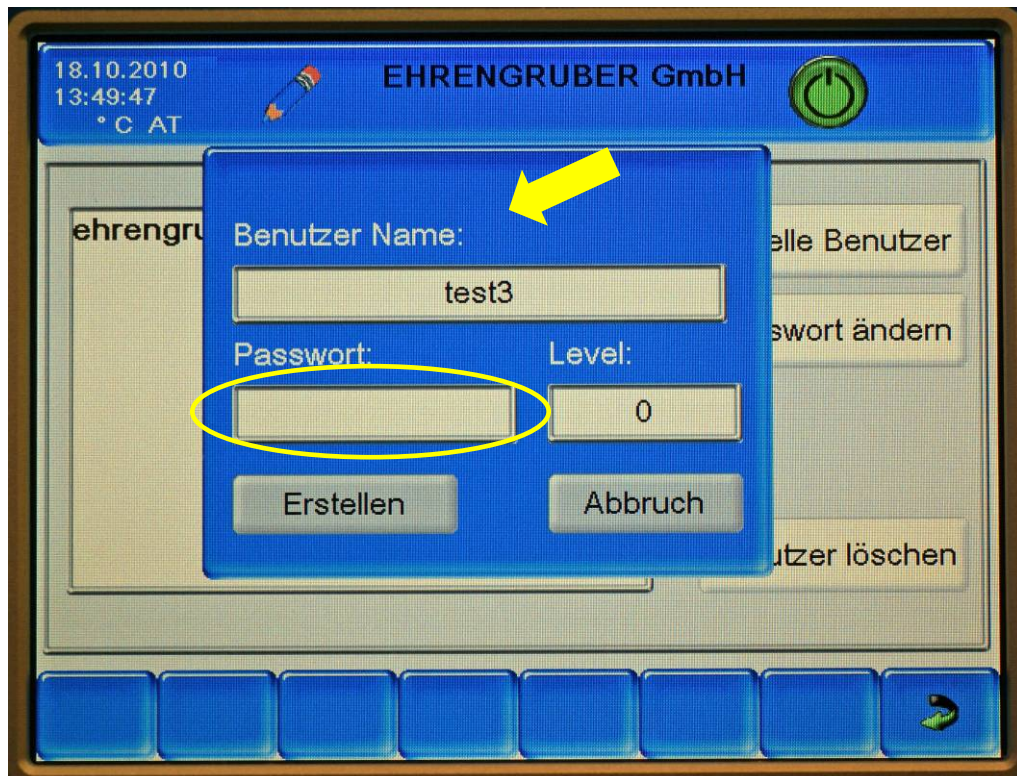 18.10.2010
13:49:47
° C AT
EHRENGRUBER GmbH
ehrengru
Benutzer Name:
test3
Passwort:
Level:
0
Erstellen
Abbruch
elle Benutzer
swort ändern
utzer löschen